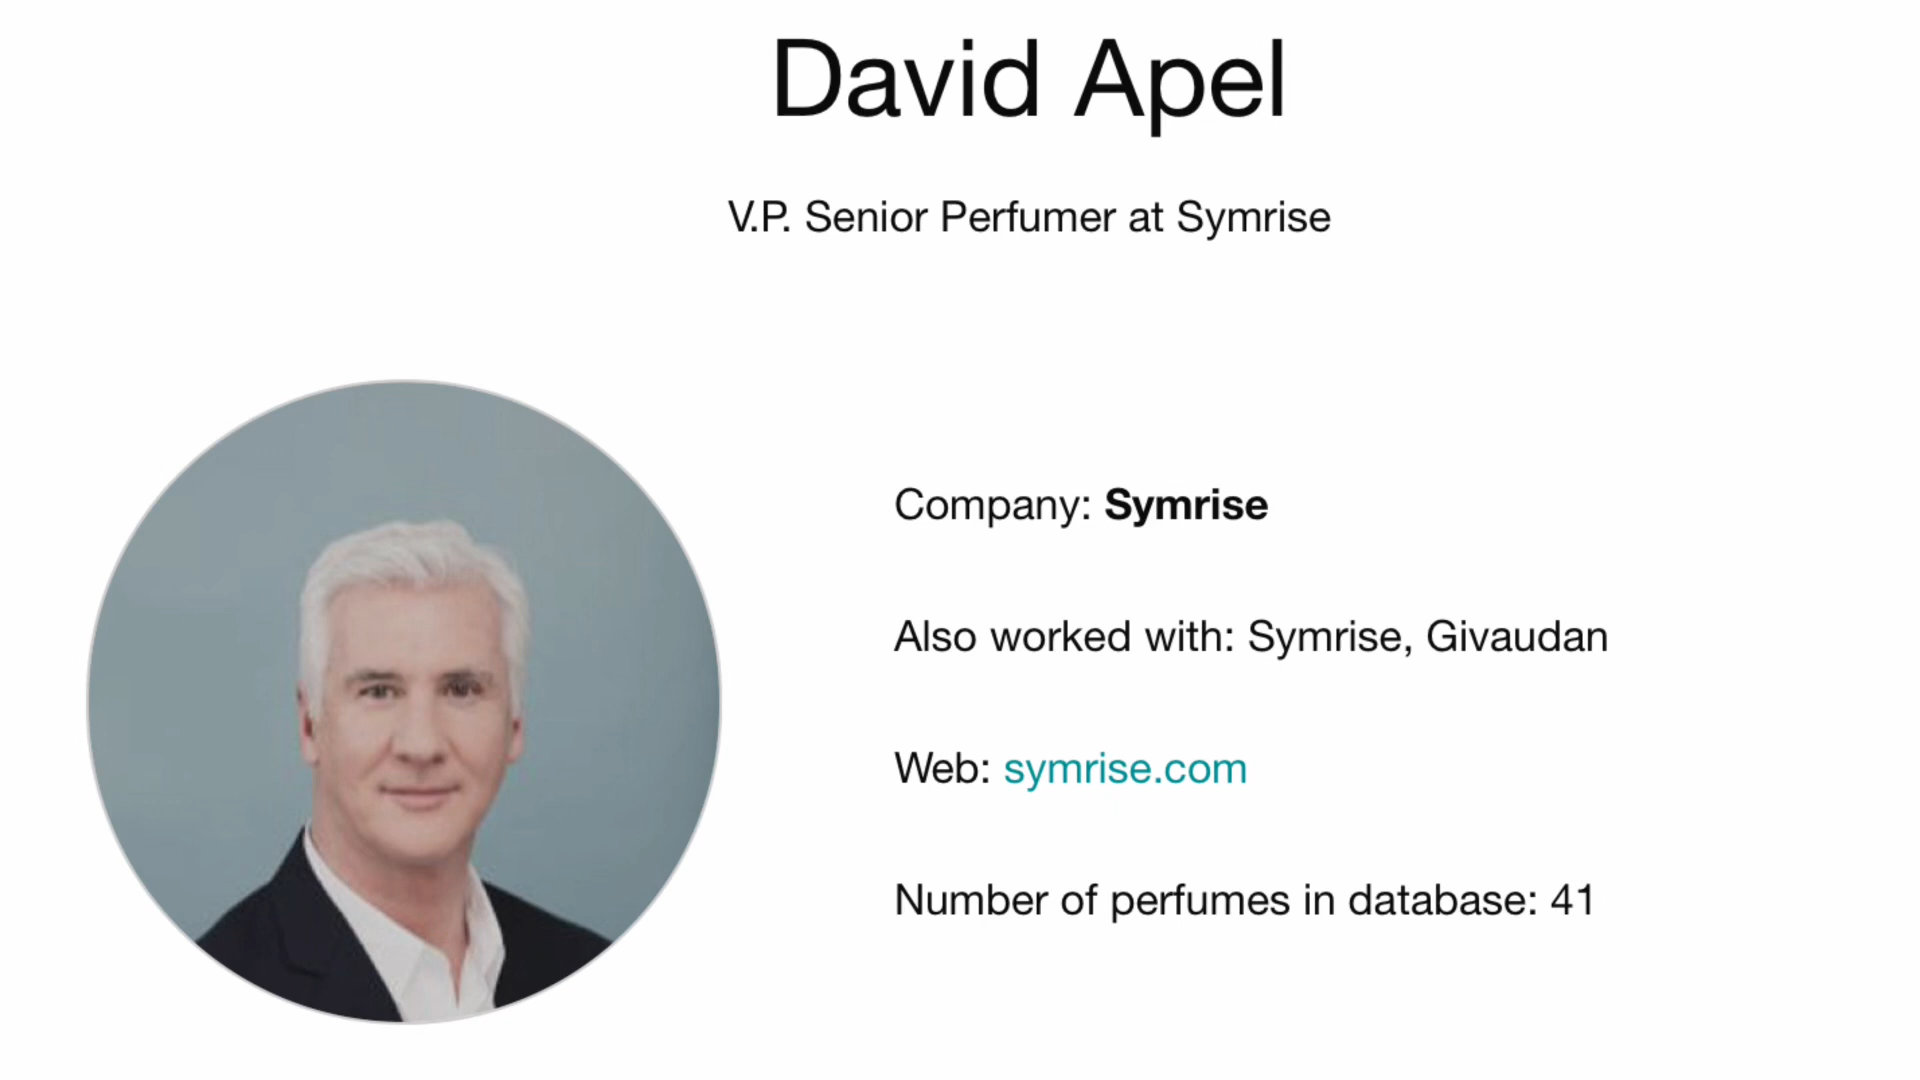 David Apel
V.P. Senior Perfumer at Symrise
Company: Symrise
Also worked with: Symrise, Givaudan
Web: symrise.com
Number of perfumes in database: 41